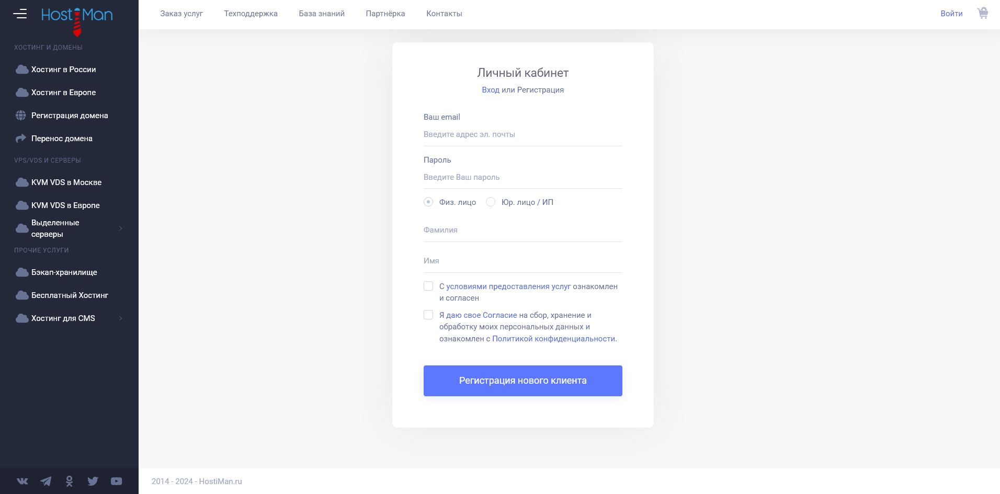 HostiMan
ХОСТИНГ И ДОМЕНЫ
Хостинг в России
Хостинг в Европе
Регистрация домена
Перенос домена
VPS/VDS И СЕРВЕРЫ
KVM VDS в Москве
KVM VDS в Европе
Выделенные
серверы
ПРОЧИЕ УСЛУГИ
Бэкап-хранилище
Бесплатный Хостинг
Хостинг для CMS
Заказ услуг Техподдержка База знаний Партнёрка Контакты Войти
Личный кабинет
Вход или Регистрация
Ваш email
Введите адрес эл. почты
Пароль
Введите Ваш пароль
Физ. лицо Юр. лицо / ИП
Фамилия
Имя
С условиями предоставления услуг ознакомлен
и согласен
Я даю свое Согласие на сбор, хранение и
обработку моих персональных данных и
ознакомлен с Политикой конфиденциальности.
Регистрация нового клиента
2014 - 2024 - HostiMan.ru